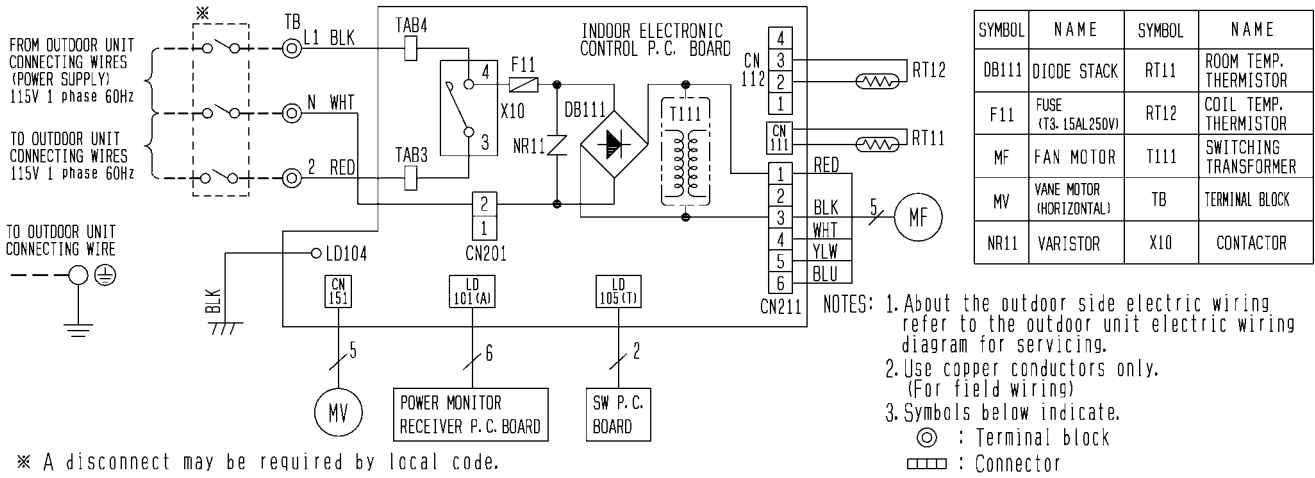 ※
TB
FROM OUTDOOR UNIT
CONNECTING WIRES
(POWER SUPPLY)
115V 1 phase 60Hz
TO OUTDOOR UNIT
CONNECTING WIRES
115V 1 phase 60Hz
TO OUTDOOR UNIT
CONNECTING WIRE
L1 BLK
N WHT
2 RED
TAB4
TAB3
4
3
X10
F11
NR11
DB111
T111
INDOOR ELECTRONIC
CONTROL P.C. BOARD
CN
112
4
3
2
1
RT12
CN
111
RT11
1
2
3
4
5
6
CN211
RED
BLK
WHT
YLW
BLU
5
MF
2
1
CN201
LD104
BLK
CN
151
LD
101(A)
LD
105(T)
5
6
2
MV
POWER MONITOR
RECEIVER P.C. BOARD
SW P.C.
BOARD
※ A disconnect may be required by local code.
SYMBOL NAME SYMBOL NAME
DB111 DIODE STACK RT11 ROOM TEMP.
THERMISTOR
F11 FUSE
(T3.15AL250V)
RT12 COIL TEMP.
THERMISTOR
MF FAN MOTOR T111 SWITCHING
TRANSFORMER
MV VANE MOTOR
(HORIZONTAL)
TB TERMINAL BLOCK
NR11 VARISTOR X10 CONTACTOR
NOTES: 1. About the outdoor side electric wiring
refer to the outdoor unit electric wiring
diagram for servicing.
2. Use copper conductors only.
(For field wiring)
3. Symbols below indicate.
: Terminal block
: Connector